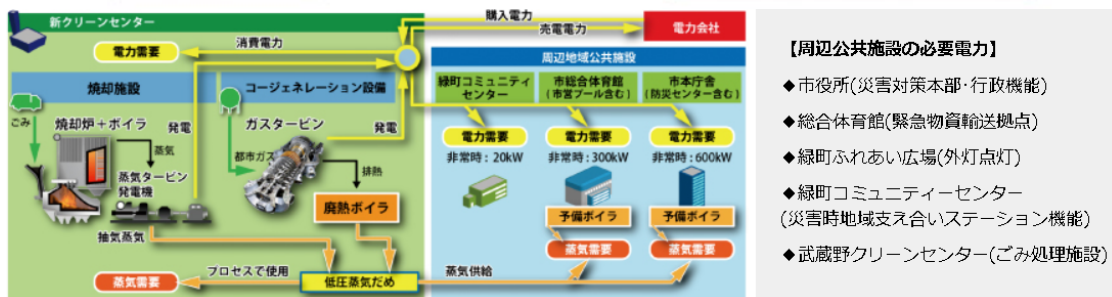 新クリーンセンター
購入電力
売電電力
電力会社
電力需要
消費電力
周辺地域公共施設
焼却施設
コージェネレーション設備
緑町コミュニティ
センター
市総合体育館
(市営プール含む)
市本庁舎
(防災センター含む)
ごみ
焼却炉+ボイラ
発電
蒸気
蒸気タービン
発電機
ガスタービン
発電
都市ガス
排熱
廃熱ボイラ
電力需要
電力需要
電力需要
非常時:20kW
非常時:300kW
非常時:600kW
予備ボイラ
予備ボイラ
抽気蒸気
蒸気需要
蒸気需要
蒸気需要
プロセスで使用
低圧蒸気だめ
蒸気供給
【周辺公共施設の必要電力】
◆市役所(災害対策本部・行政機能)
◆総合体育館(緊急物資輸送拠点)
◆緑町ふれあい広場(外灯点灯)
◆緑町コミュニティーセンター
(災害時地域支え合いステーション機能)
◆武蔵野クリーンセンター(ごみ処理施設)